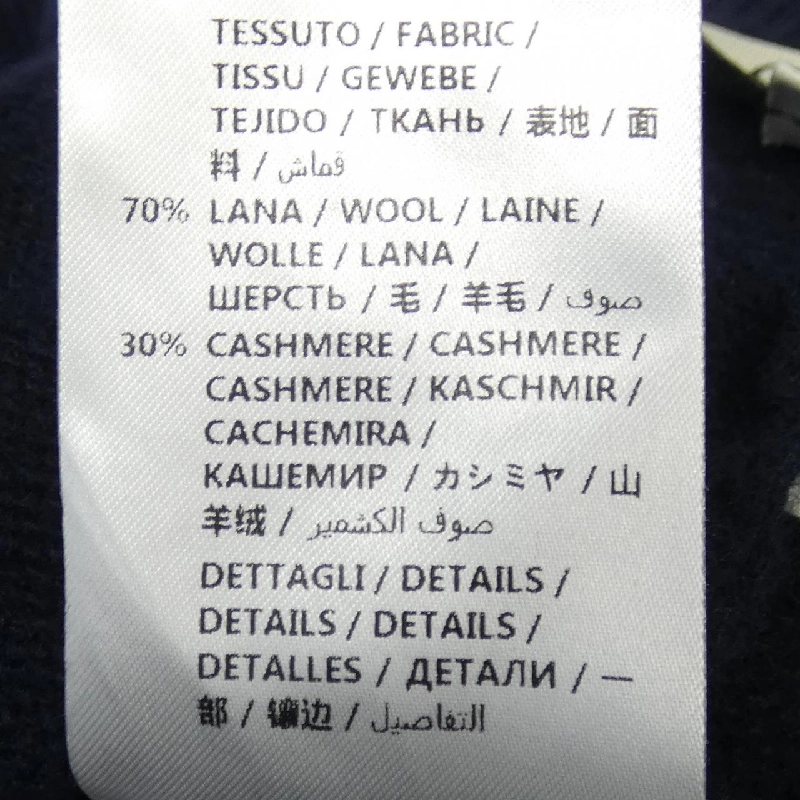 TESSUTO / FABRIC /
TISSU / GEWEBE /
TEJIDO / ТКАНЬ / 表地 / 面
料 / قماش
70% LANA / WOOL / LAINE /
WOLLE / LANA /
ШЕРСТЬ / 毛 / 羊毛 / صوف
30% CASHMERE / CASHMERE /
CASHMERE / KASCHMIR /
CACHEMIRA /
КАШЕМИР / カシミヤ / 山
羊绒 / صوف الكشمير
DETTAGLI / DETAILS /
DETAILS / DETAILS /
DETALLES / ДЕТАЛИ / 一
部 / 镶边 / التفاصيل